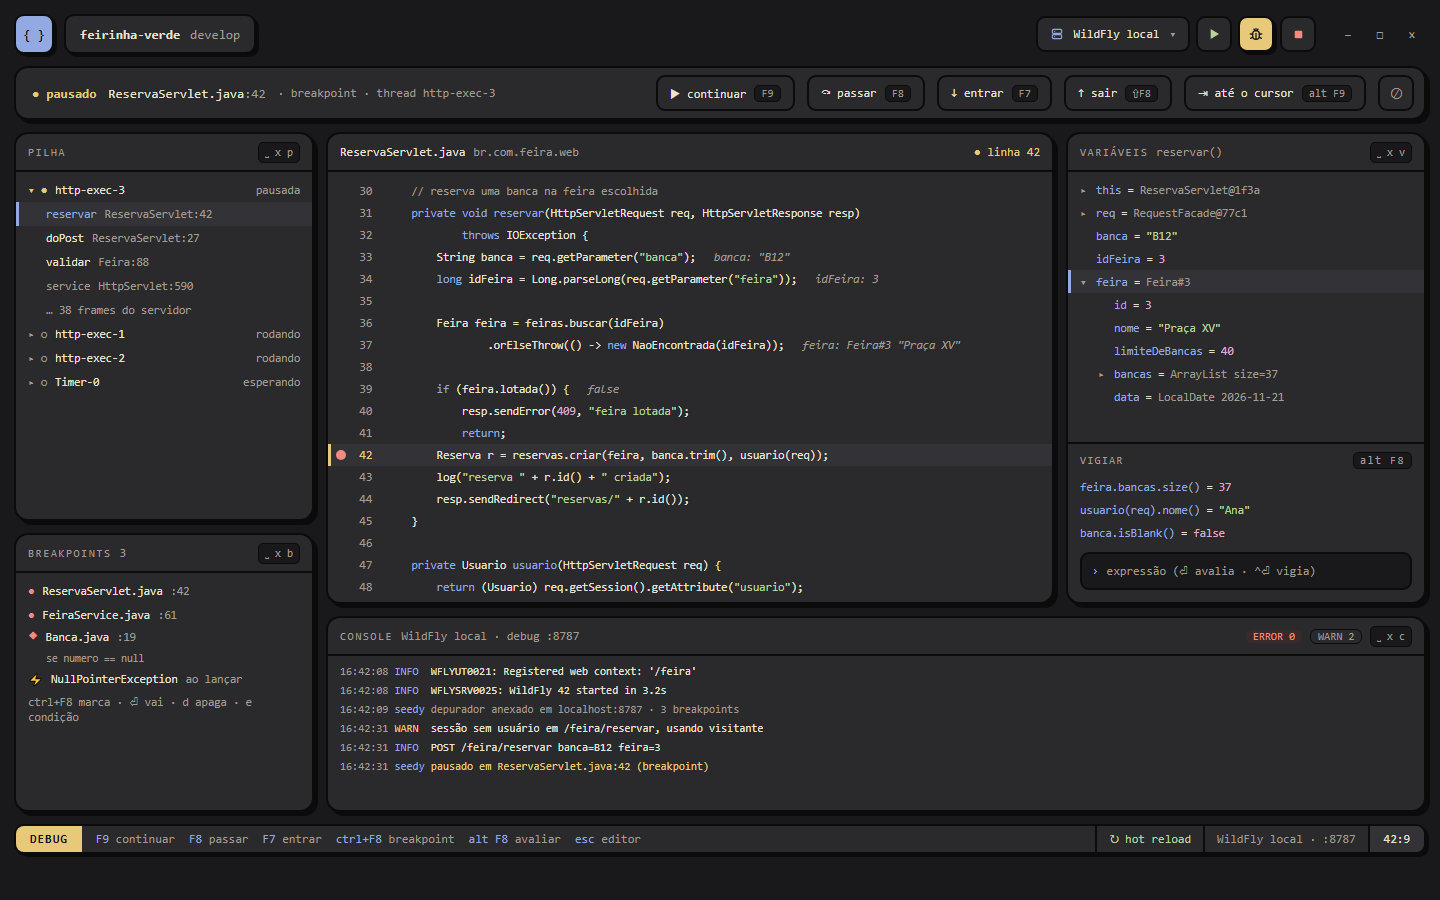 { } feirinha-verde develop WildFly local ▾ – □ x
● pausado ReservaServlet.java:42 · breakpoint · thread http-exec-3 ▶ continuar F9 passar F8 ↓ entrar F7 ↑ sair ⇧F8 ⇥ até o cursor alt F9
PILHA ␣ x p
▾ ● http-exec-3 pausada
reservar ReservaServlet:42
doPost ReservaServlet:27
validar Feira:88
service HttpServlet:590
… 38 frames do servidor
▸ ○ http-exec-1 rodando
▸ ○ http-exec-2 rodando
▸ ○ Timer-0 esperando
BREAKPOINTS 3 ␣ x b
● ReservaServlet.java :42
● FeiraService.java :61
◆ Banca.java :19
se numero == null
⚡ NullPointerException ao lançar
ctrl+F8 marca · ⏎ vai · d apaga · e
condição
ReservaServlet.java br.com.feira.web ● linha 42
30 // reserva uma banca na feira escolhida
31 private void reservar(HttpServletRequest req, HttpServletResponse resp)
32 throws IOException {
33 String banca = req.getParameter("banca"); banca: "B12"
34 long idFeira = Long.parseLong(req.getParameter("feira")); idFeira: 3
35
36 Feira feira = feiras.buscar(idFeira)
37 .orElseThrow(() -> new NaoEncontrada(idFeira)); feira: Feira#3 "Praça XV"
38
39 if (feira.lotada()) { false
40 resp.sendError(409, "feira lotada");
41 return;
42 Reserva r = reservas.criar(feira, banca.trim(), usuario(req));
43 log("reserva " + r.id() + " criada");
44 resp.sendRedirect("reservas/" + r.id());
45 }
46
47 private Usuario usuario(HttpServletRequest req) {
48 return (Usuario) req.getSession().getAttribute("usuario");
VARIÁVEIS reservar() ␣ x v
▸ this = ReservaServlet@1f3a
▸ req = RequestFacade@77c1
banca = "B12"
idFeira = 3
▾ feira = Feira#3
id = 3
nome = "Praça XV"
limiteDeBancas = 40
▸ bancas = ArrayList size=37
data = LocalDate 2026-11-21
VIGIAR alt F8
feira.bancas.size() = 37
usuario(req).nome() = "Ana"
banca.isBlank() = false
› expressão (⏎ avalia · ^⏎ vigia)
CONSOLE WildFly local · debug :8787 ERROR 0 WARN 2 ␣ x c
16:42:08 INFO WFLYUT0021: Registered web context: '/feira'
16:42:08 INFO WFLYSRV0025: WildFly 42 started in 3.2s
16:42:09 seedy depurador anexado em localhost:8787 · 3 breakpoints
16:42:31 WARN sessão sem usuário em /feira/reservar, usando visitante
16:42:31 INFO POST /feira/reservar banca=B12 feira=3
16:42:31 seedy pausado em ReservaServlet.java:42 (breakpoint)
DEBUG F9 continuar F8 passar F7 entrar ctrl+F8 breakpoint alt F8 avaliar esc editor ↻ hot reload WildFly local · :8787 42:9